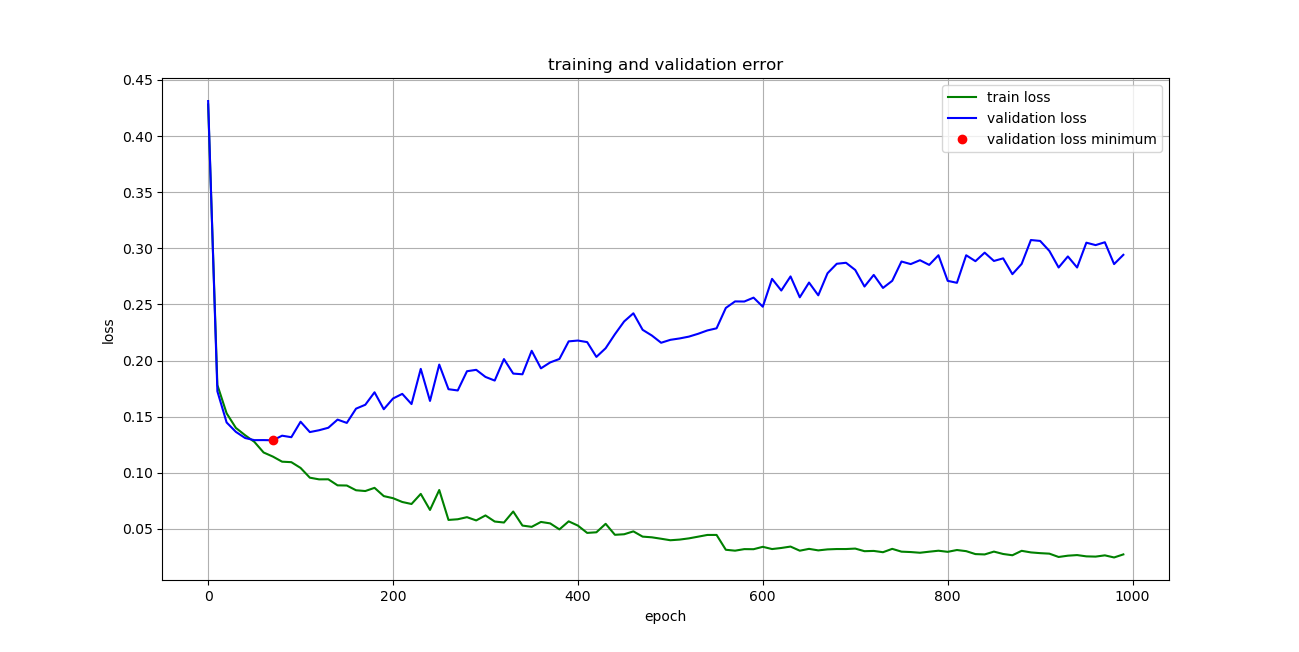 training and validation error
0.45
0.40
0.35
0.30
0.25
0.20
0.15
0.10
0.05
loss
train loss
validation loss
validation loss minimum
0 200 400 600 800 1000
epoch